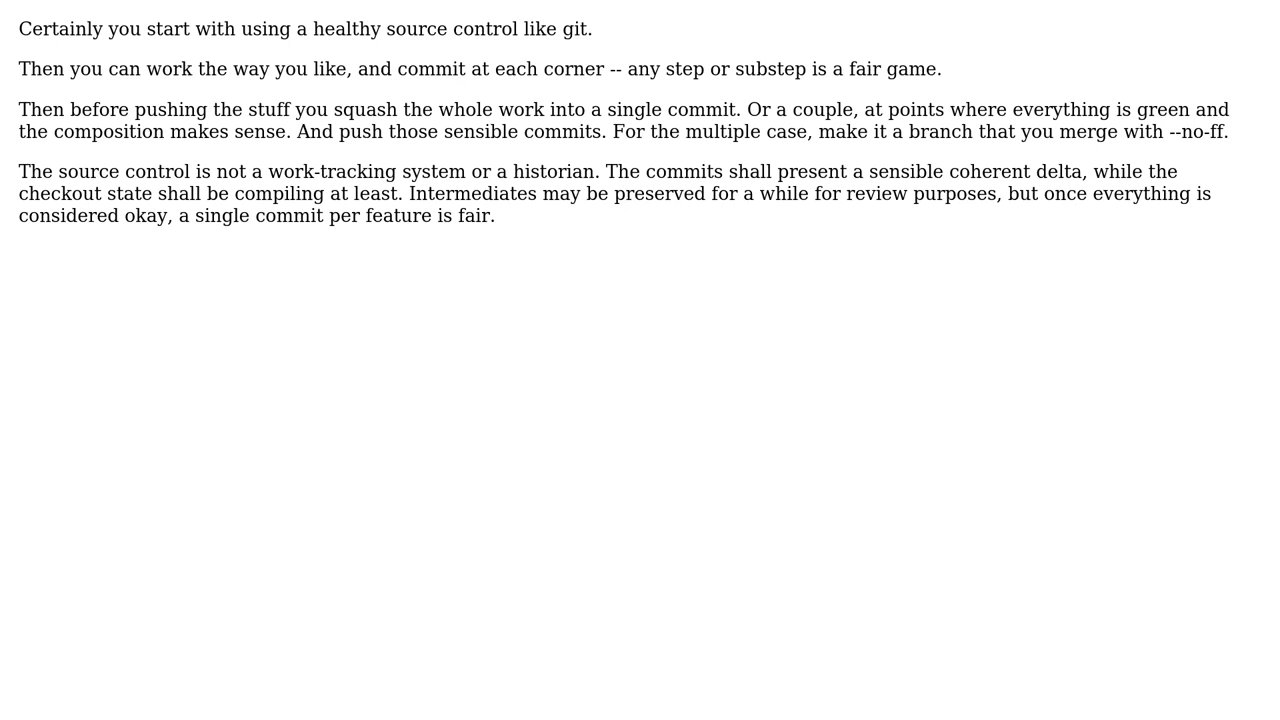 Certainly you start with using a healthy source control like git.
Then you can work the way you like, and commit at each corner -- any step or substep is a fair game.
Then before pushing the stuff you squash the whole work into a single commit. Or a couple, at points where everything is green and
the composition makes sense. And push those sensible commits. For the multiple case, make it a branch that you merge with --no-ff.
The source control is not a work-tracking system or a historian. The commits shall present a sensible coherent delta, while the
checkout state shall be compiling at least. Intermediates may be preserved for a while for review purposes, but once everything is
considered okay, a single commit per feature is fair.